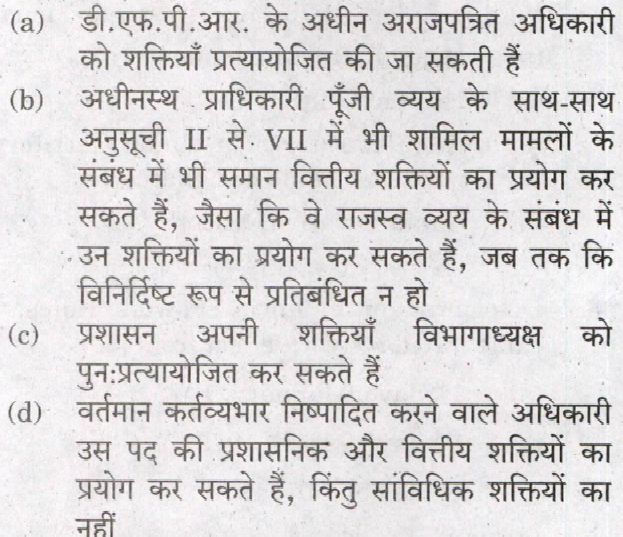 (a) डी.एफ.पी.आर. के अधीन अराजपत्रित अधिकारी
को शक्तियाँ प्रत्यायोजित की जा सकती हैं
(b) अधीनस्थ प्राधिकारी पूँजी व्यय के साथ-साथ
अनुसूची II से VII में भी शामिल मामलों के
संबंध में भी समान वित्तीय शक्तियों का प्रयोग कर
सकते हैं, जैसा कि वे राजस्व व्यय के संबंध में
उन शक्तियों का प्रयोग कर सकते हैं, जब तक कि
विनिर्दिष्ट रूप से प्रतिबंधित न हो
(c) प्रशासन अपनी शक्तियाँ विभागाध्यक्ष को
पुन:प्रत्यायोजित कर सकते हैं
(d) वर्तमान कर्तव्यभार निष्पादित करने वाले अधिकारी
उस पद की प्रशासनिक और वित्तीय शक्तियों का
प्रयोग कर सकते हैं, किंतु सांविधिक शक्तियों का
नहीं